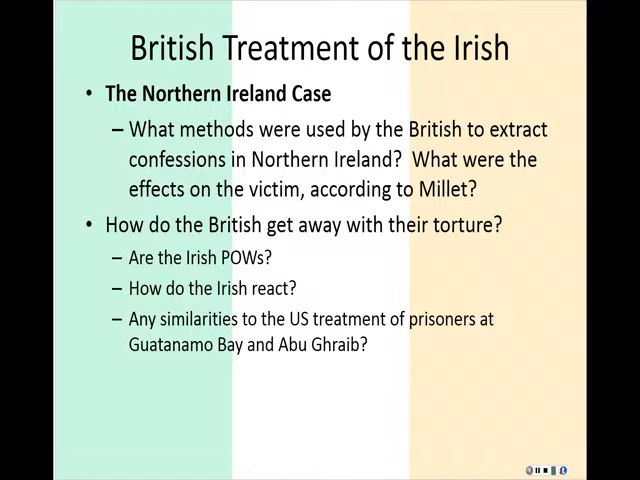 British Treatment of the Irish
• The Northern Ireland Case
– What methods were used by the British to extract
confessions in Northern Ireland?  What were the
effects on the victim, according to Millet?
• How do the British get away with their torture?
– Are the Irish POWs?
– How do the Irish react?
– Any similarities to the US treatment of prisoners at
Guatanamo Bay and Abu Ghraib?